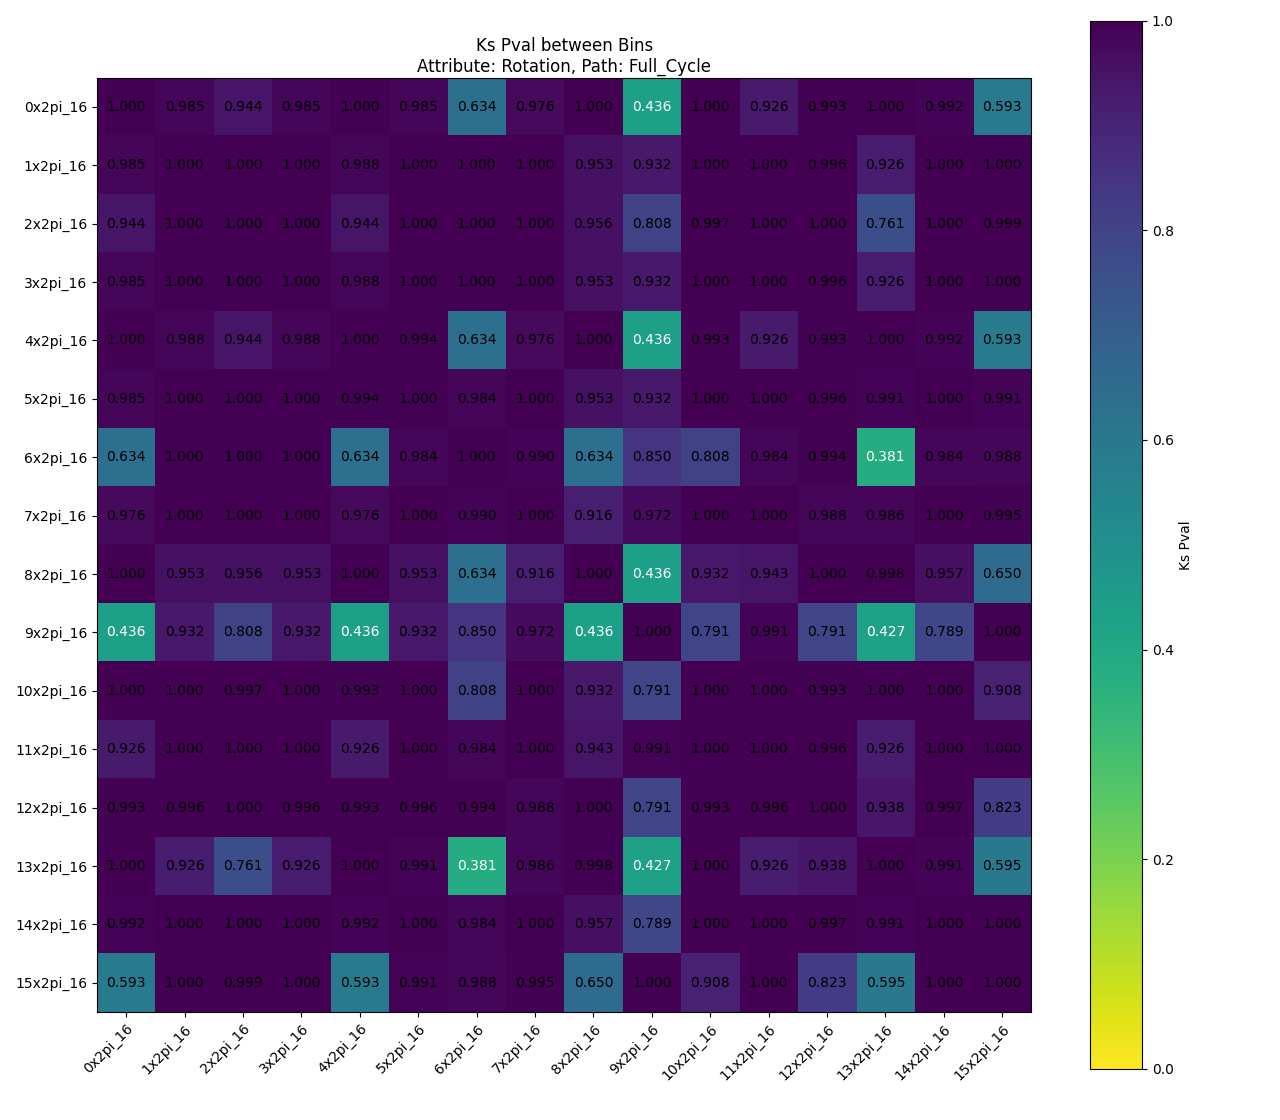 Ks Pval between Bins
Attribute: Rotation, Path: Full_Cycle
0x2pi_16 1.000 0.985 0.944 0.985 1.000 0.985 0.634 0.976 1.000 0.436 1.000 0.926 0.993 1.000 0.992 0.593
1x2pi_16 0.985 1.000 1.000 1.000 0.988 1.000 1.000 1.000 0.953 0.932 1.000 1.000 0.996 0.926 1.000 1.000
2x2pi_16 0.944 1.000 1.000 1.000 0.944 1.000 1.000 1.000 0.956 0.808 0.997 1.000 1.000 0.761 1.000 0.999
3x2pi_16 0.985 1.000 1.000 1.000 0.988 1.000 1.000 1.000 0.953 0.932 1.000 1.000 0.996 0.926 1.000 1.000
4x2pi_16 1.000 0.988 0.944 0.988 1.000 0.994 0.634 0.976 1.000 0.436 0.993 0.926 0.993 1.000 0.992 0.593
5x2pi_16 0.985 1.000 1.000 1.000 0.994 1.000 0.984 1.000 0.953 0.932 1.000 1.000 0.996 0.991 1.000 0.991
6x2pi_16 0.634 1.000 1.000 1.000 0.634 0.984 1.000 0.990 0.634 0.850 0.808 0.984 0.994 0.381 0.984 0.988
7x2pi_16 0.976 1.000 1.000 1.000 0.976 1.000 0.990 1.000 0.916 0.972 1.000 1.000 0.988 0.986 1.000 0.995
8x2pi_16 1.000 0.953 0.956 0.953 1.000 0.953 0.634 0.916 1.000 0.436 0.932 0.943 1.000 0.998 0.957 0.650
9x2pi_16 0.436 0.932 0.808 0.932 0.436 0.932 0.850 0.972 0.436 1.000 0.791 0.991 0.791 0.427 0.789 1.000
10x2pi_16 1.000 1.000 0.997 1.000 0.993 1.000 0.808 1.000 0.932 0.791 1.000 1.000 0.993 1.000 1.000 0.908
11x2pi_16 0.926 1.000 1.000 1.000 0.926 1.000 0.984 1.000 0.943 0.991 1.000 1.000 0.996 0.926 1.000 1.000
12x2pi_16 0.993 0.996 1.000 0.996 0.993 0.996 0.994 0.988 1.000 0.791 0.993 0.996 1.000 0.938 0.997 0.823
13x2pi_16 1.000 0.926 0.761 0.926 1.000 0.991 0.381 0.986 0.998 0.427 1.000 0.926 0.938 1.000 0.991 0.595
14x2pi_16 0.992 1.000 1.000 1.000 0.992 1.000 0.984 1.000 0.957 0.789 1.000 1.000 0.997 0.991 1.000 1.000
15x2pi_16 0.593 1.000 0.999 1.000 0.593 0.991 0.988 0.995 0.650 1.000 0.908 1.000 0.823 0.595 1.000 1.000
0x2pi_16 1x2pi_16 2x2pi_16 3x2pi_16 4x2pi_16 5x2pi_16 6x2pi_16 7x2pi_16 8x2pi_16 9x2pi_16 10x2pi_16 11x2pi_16 12x2pi_16 13x2pi_16 14x2pi_16 15x2pi_16
1.0
0.8
0.6
0.4
0.2
0.0
Ks Pval